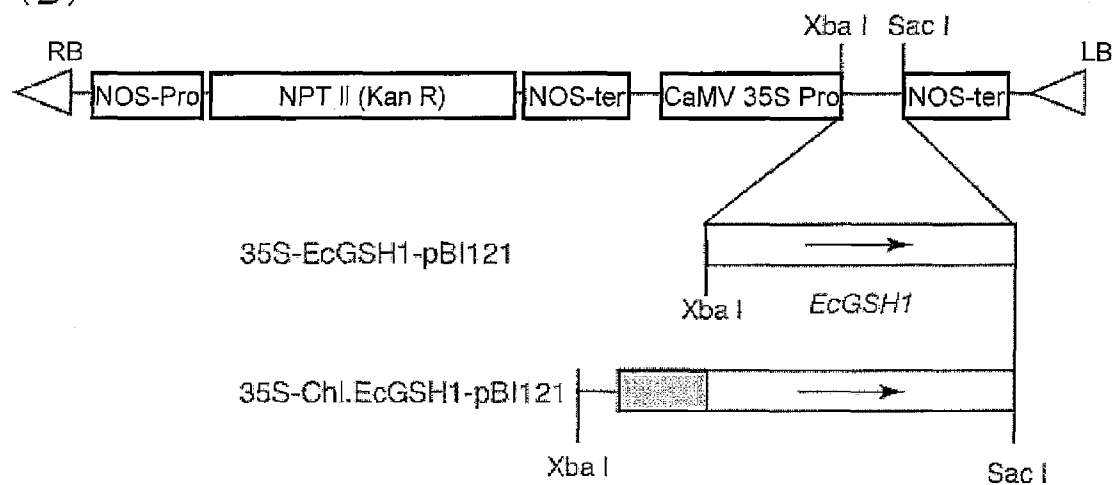 (B)
Xba I Sac I
RB LB
NOS-Pro NPT II (Kan R) NOS-ter CaMV 35S Pro NOS-ter
35S-EcGSH1-pBI121
Xba I EcGSH1
35S-Chl.EcGSH1-pBI121
Xba I Sac I